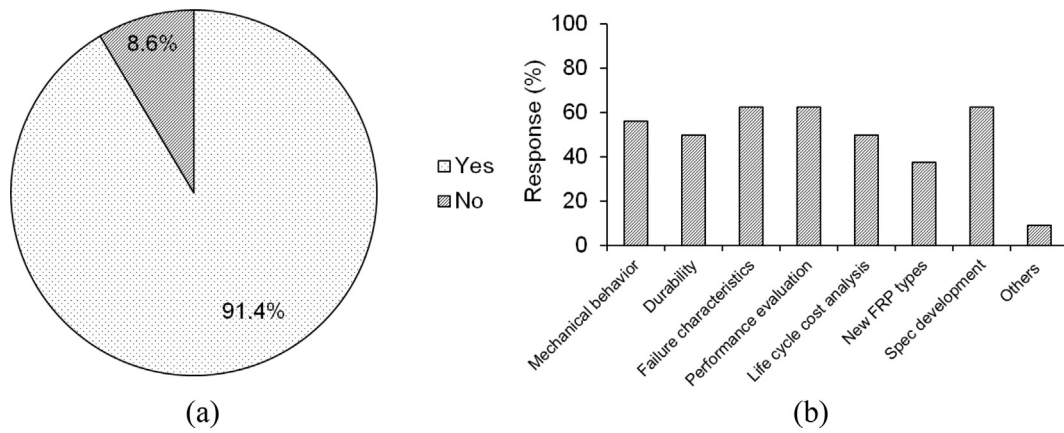 8.6%
91.4%
Yes
No
(a)
Response (%)
100
80
60
40
20
0
Mechanical behavior
Durability
Failure characteristics
Performance evaluation
Life cycle cost analysis
New FRP types
Spec development
Others
(b)